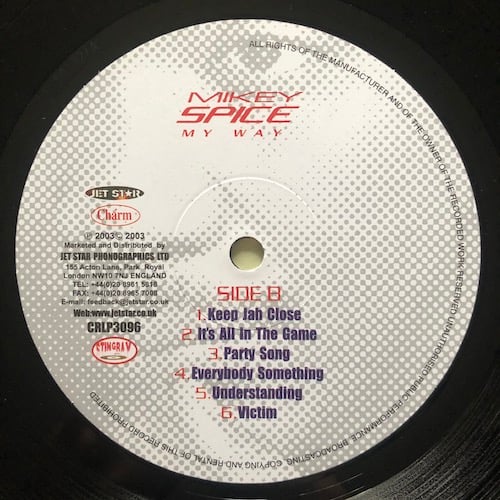 ALL RIGHTS OF THE MANUFACTURER AND OF THE OWNER OF THE RECORDED WORK RESERVED UNAUTHORISED PUBLIC PERFORMANCE, BROADCASTING, COPYING AND RENTAL OF THIS RECORD PROHIBITED
MIKEY
SPICE
MY WAY
JET STAR
Charm
℗ 2003 © 2003
Marketed and Distributed by
JET STAR PHONOGRAPHICS LTD
155 Acton Lane, Park Royal
London NW10 7NJ ENGLAND
TEL: +44(0)20 8961 5818
FAX: +44(0)20 8965 7008
E-mail: feedback@jetstar.co.uk
Web:www.jetstar.co.uk
CRLP3096
STINGRAY
SIDE B
1.Keep Jah Close
2.It's All In The Game
3.Party Song
4.Everybody Something
5.Understanding
6.Victim